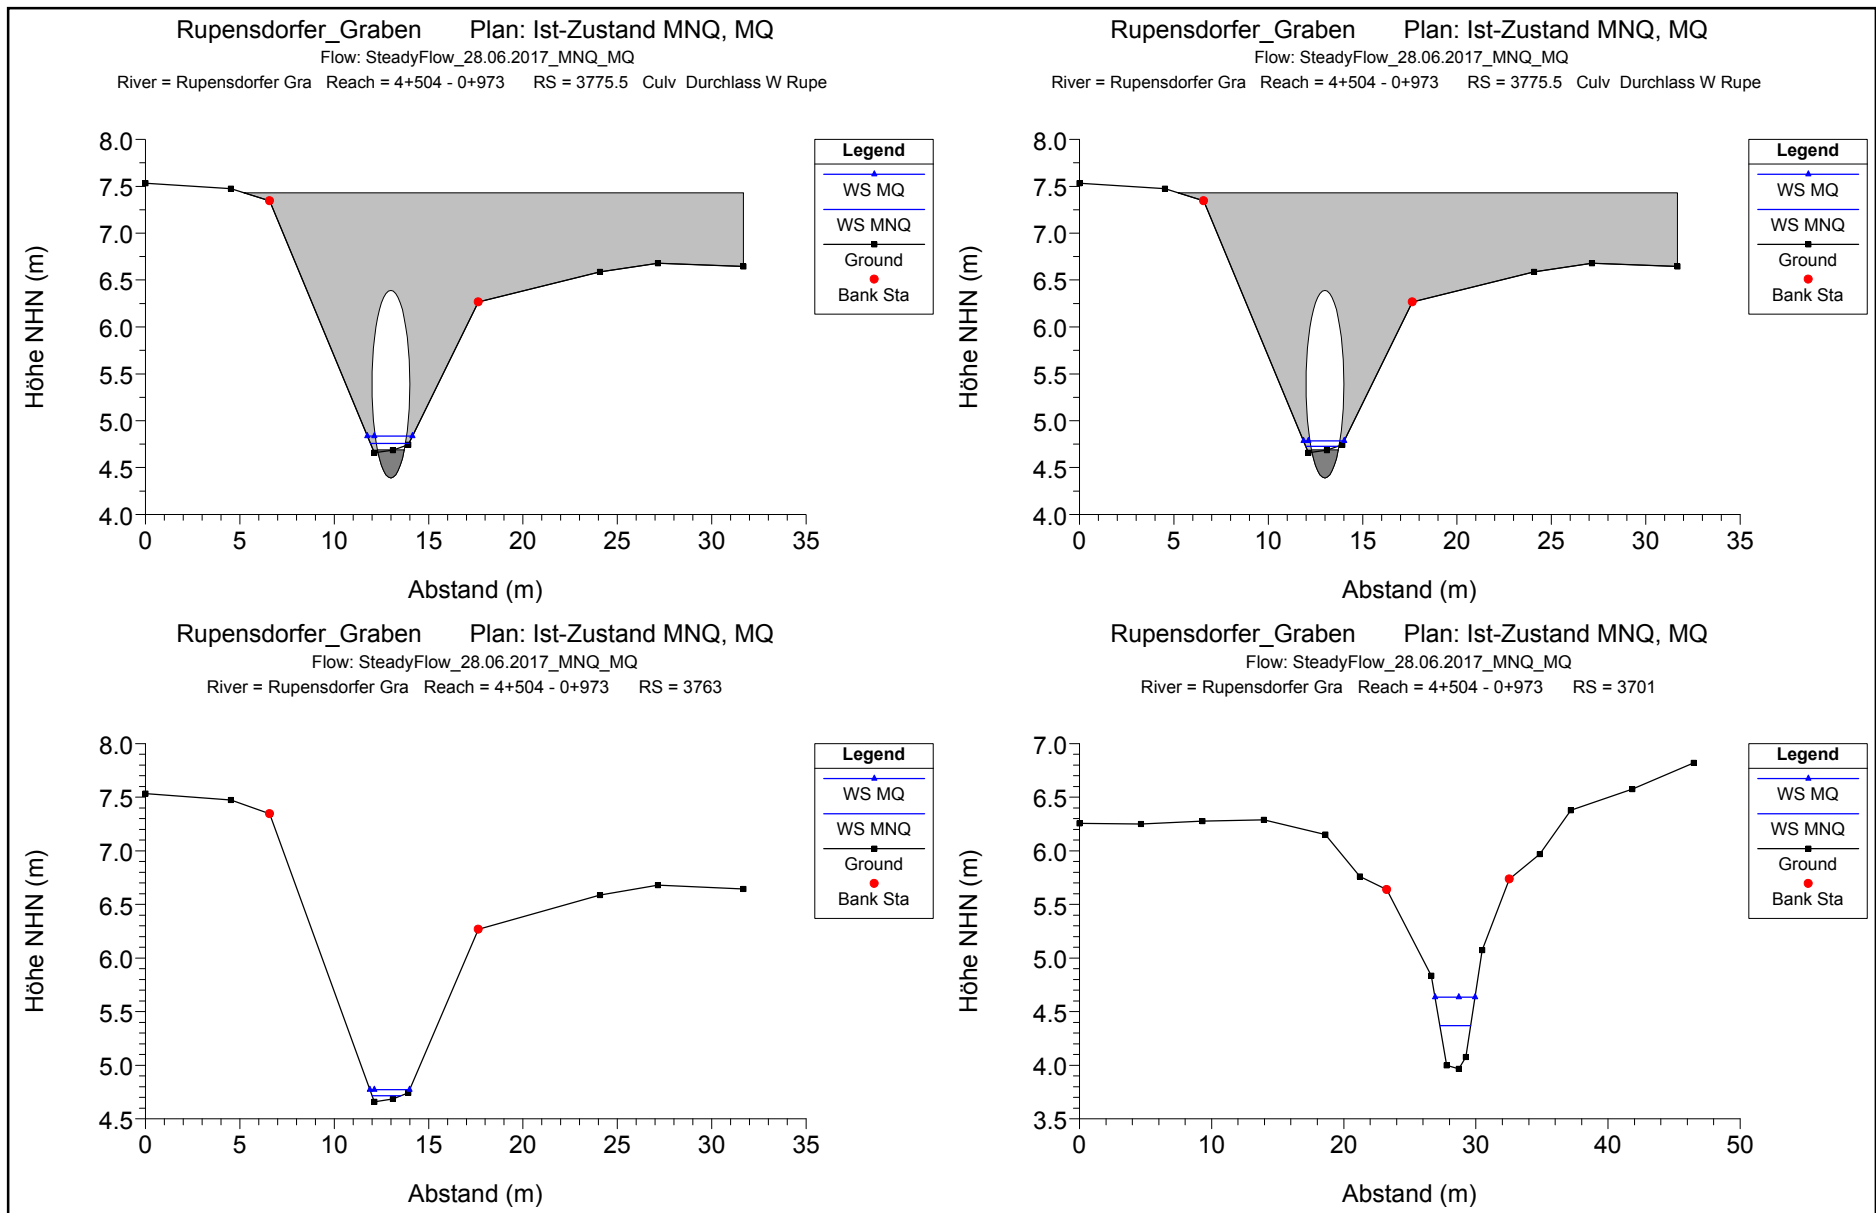 Rupensdorfer_Graben Plan: Ist-Zustand MNQ, MQ
Flow: SteadyFlow_28.06.2017_MNQ_MQ
River = Rupensdorfer Gra Reach = 4+504 - 0+973 RS = 3775.5 Culv Durchlass W Rupe
Höhe NHN (m)
8.0
7.5
7.0
6.5
6.0
5.5
5.0
4.5
4.0
0 5 10 15 20 25 30 35
Abstand (m)
Legend
WS MQ
WS MNQ
Ground
Bank Sta
Rupensdorfer_Graben Plan: Ist-Zustand MNQ, MQ
Flow: SteadyFlow_28.06.2017_MNQ_MQ
River = Rupensdorfer Gra Reach = 4+504 - 0+973 RS = 3775.5 Culv Durchlass W Rupe
Höhe NHN (m)
8.0
7.5
7.0
6.5
6.0
5.5
5.0
4.5
4.0
0 5 10 15 20 25 30 35
Abstand (m)
Legend
WS MQ
WS MNQ
Ground
Bank Sta
Rupensdorfer_Graben Plan: Ist-Zustand MNQ, MQ
Flow: SteadyFlow_28.06.2017_MNQ_MQ
River = Rupensdorfer Gra Reach = 4+504 - 0+973 RS = 3763
Höhe NHN (m)
8.0
7.5
7.0
6.5
6.0
5.5
5.0
4.5
0 5 10 15 20 25 30 35
Abstand (m)
Legend
WS MQ
WS MNQ
Ground
Bank Sta
Rupensdorfer_Graben Plan: Ist-Zustand MNQ, MQ
Flow: SteadyFlow_28.06.2017_MNQ_MQ
River = Rupensdorfer Gra Reach = 4+504 - 0+973 RS = 3701
Höhe NHN (m)
7.0
6.5
6.0
5.5
5.0
4.5
4.0
3.5
0 10 20 30 40 50
Abstand (m)
Legend
WS MQ
WS MNQ
Ground
Bank Sta